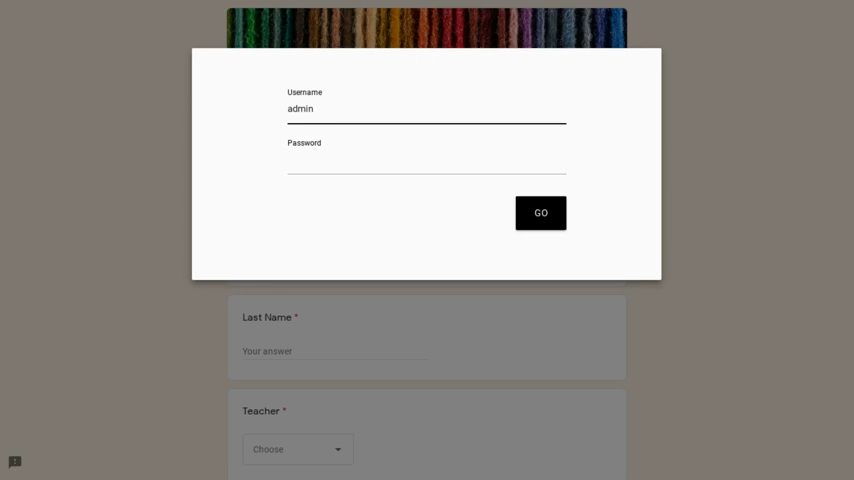 Username
admin
Password
GO
Last Name *
Your answer
Teacher *
Choose